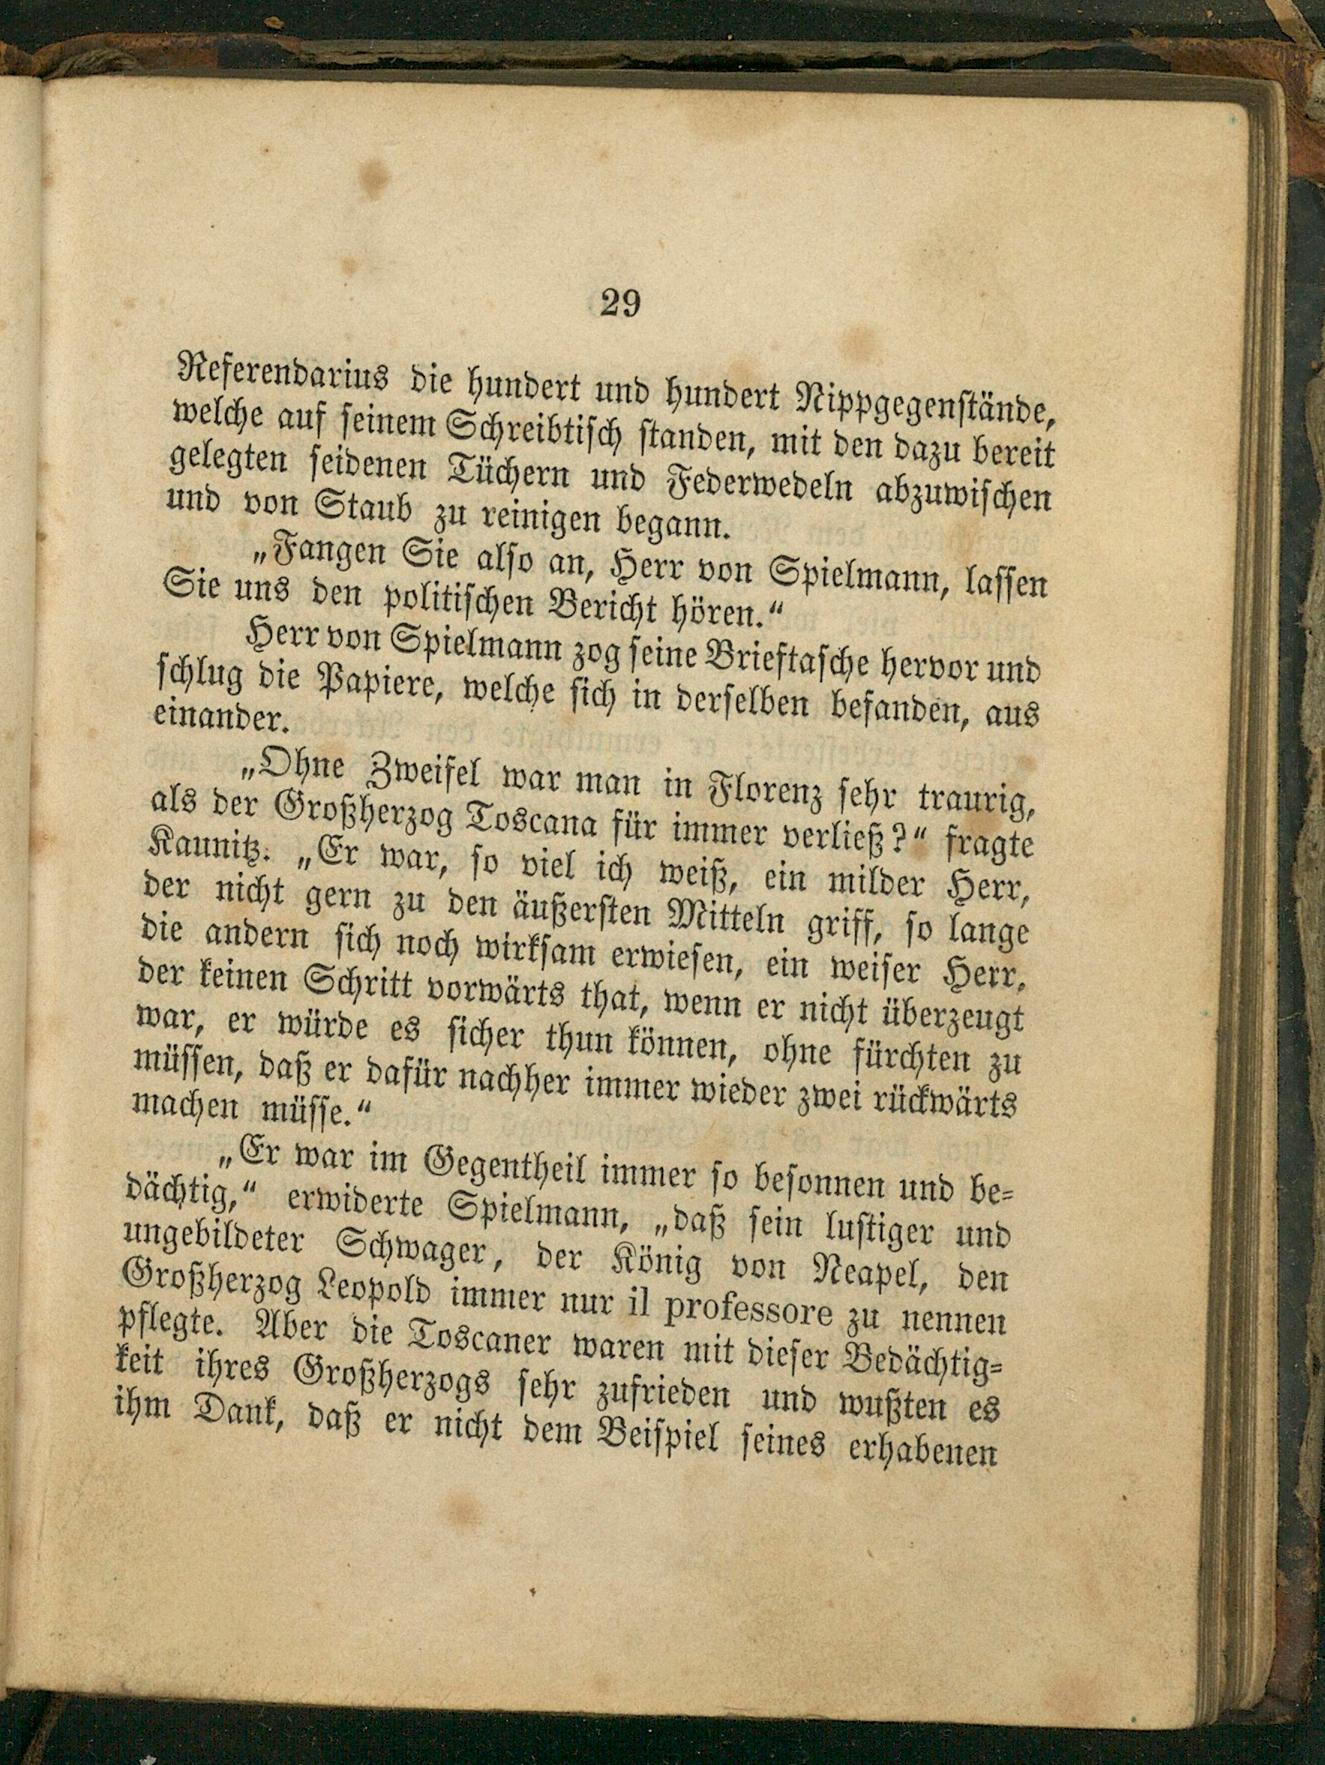 29
Referendarius die hundert und hundert Nippgegenstände,
welche auf seinem Schreibtisch standen, mit den dazu bereit
gelegten seidenen Tüchern und Federwedeln abzuwischen
und von Staub zu reinigen begann.
„Fangen Sie also an, Herr von Spielmann, lassen
Sie uns den politischen Bericht hören.“
Herr von Spielmann zog seine Brieftasche hervor und
schlug die Papiere, welche sich in derselben befanden, aus
einander.
„Ohne Zweifel war man in Florenz sehr traurig,
als der Großherzog Toscana für immer verließ?“ fragte
Kaunitz. „Er war, so viel ich weiß, ein milder Herr,
der nicht gern zu den äußersten Mitteln griff, so lange
die andern sich noch wirksam erwiesen, ein weiser Herr,
der keinen Schritt vorwärts that, wenn er nicht überzeugt
war, er würde es sicher thun können, ohne fürchten zu
müssen, daß er dafür nachher immer wieder zwei rückwärts
machen müsse.“
„Er war im Gegentheil immer so besonnen und be-
dächtig,“ erwiderte Spielmann, „daß sein lustiger und
ungebildeter Schwager, der König von Neapel, den
Großherzog Leopold immer nur il professore zu nennen
pflegte. Aber die Toscaner waren mit dieser Bedächtig-
keit ihres Großherzogs sehr zufrieden und wußten es
ihm Dank, daß er nicht dem Beispiel seines erhabenen